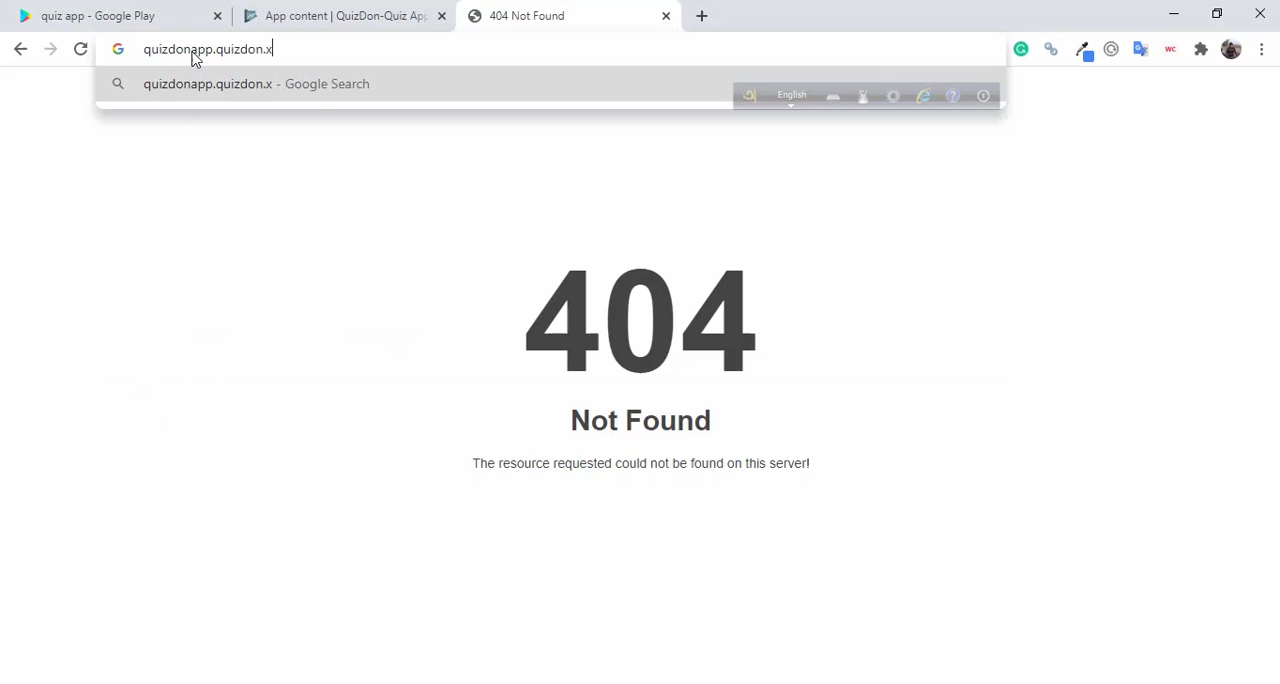 quiz app - Google Play
App content | QuizDon-Quiz App
404 Not Found
quizdonapp.quizdon.x
quizdonapp.quizdon.x - Google Search
অ English
WC
404
Not Found
The resource requested could not be found on this server!